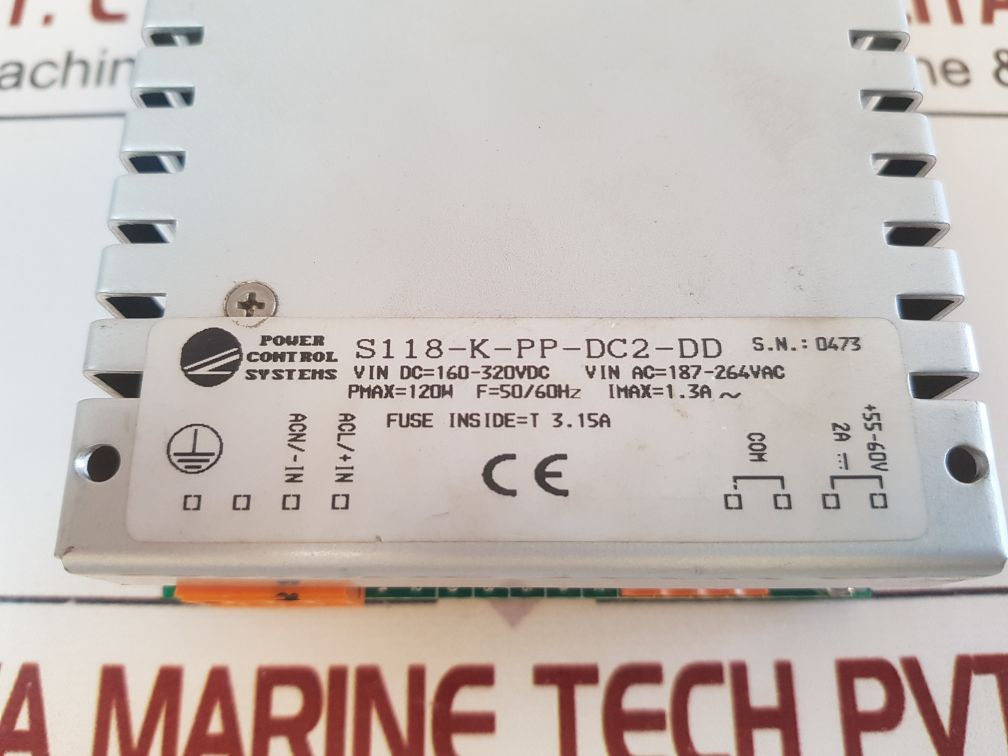 POWER
CONTROL
SYSTEMS
S118-K-PP-DC2-DD S.N.: 0473
VIN DC=160-320VDC VIN AC=187-264VAC
PMAX=120W F=50/60Hz IMAX=1.3A ~
FUSE INSIDE=T 3.15A
ACN/-IN
ACL/+IN
CE
COM
+55-60V
2A
MARINE TECH PVT